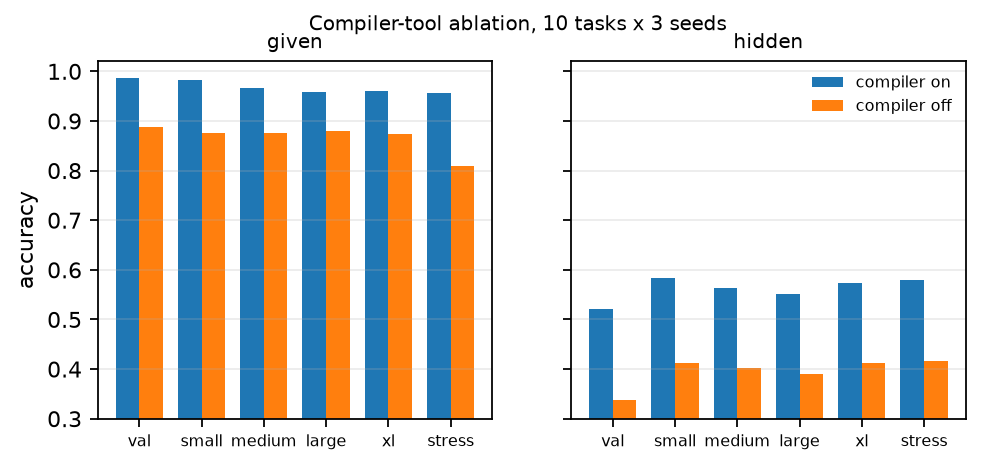 Compiler-tool ablation, 10 tasks x 3 seeds
given
hidden
accuracy
1.0
0.9
0.8
0.7
0.6
0.5
0.4
0.3
val small medium large xl stress
compiler on
compiler off
val small medium large xl stress